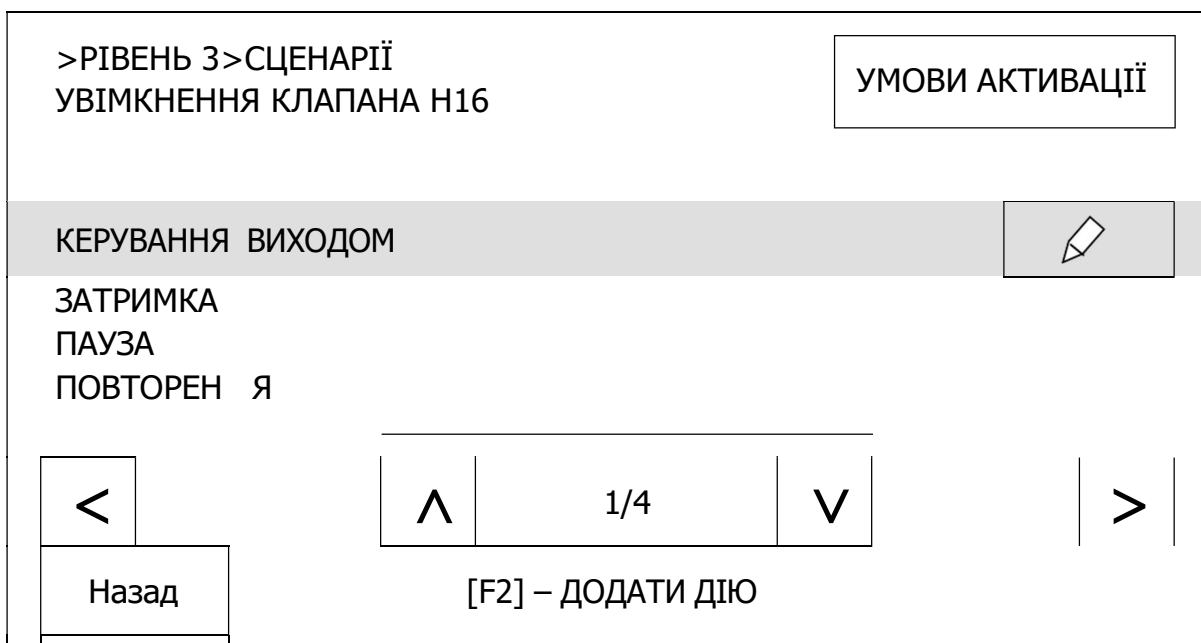 >РІВЕНЬ 3>СЦЕНАРІЇ
УВІМКНЕННЯ КЛАПАНА Н16
УМОВИ АКТИВАЦІЇ
КЕРУВАННЯ ВИХОДОМ
ЗАТРИМКА
ПАУЗА
ПОВТОРЕН Я
< ᐱ 1/4 ᐯ >
Назад
[F2] – ДОДАТИ ДІЮ